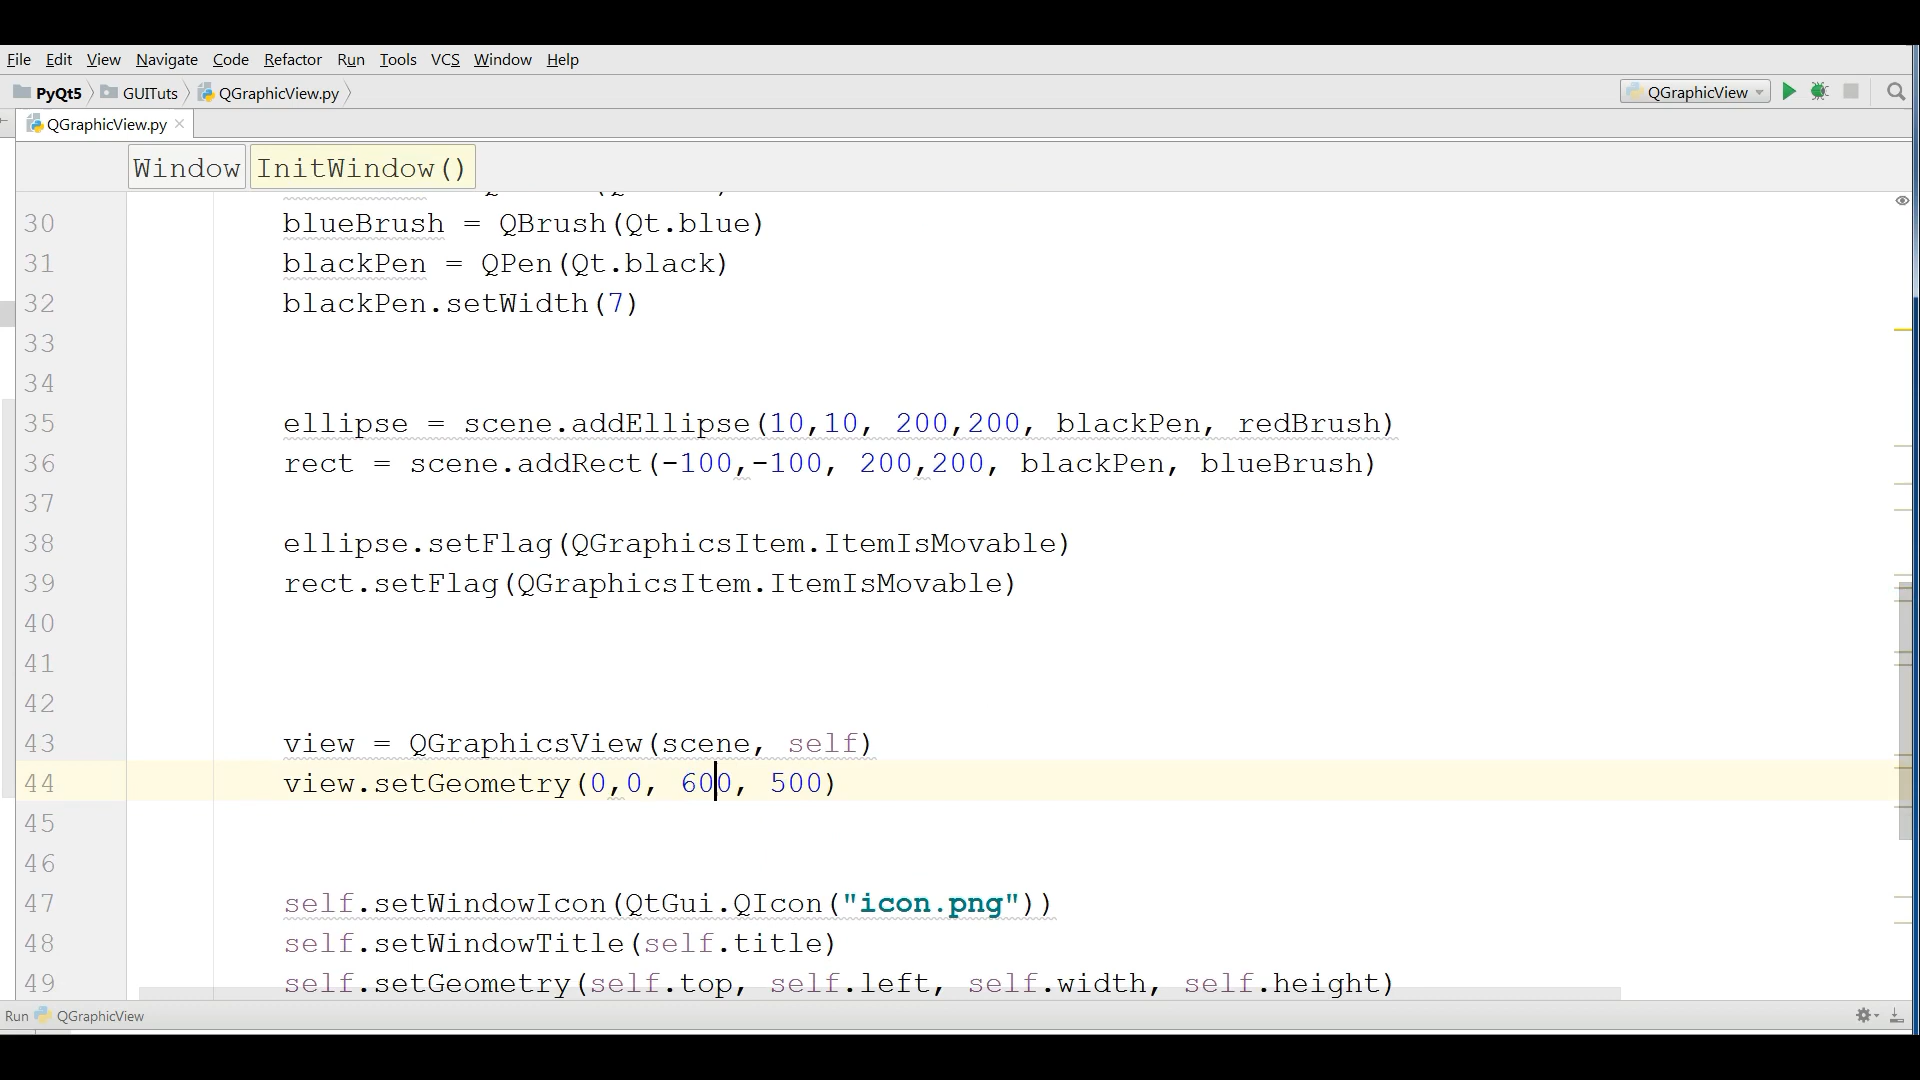 File Edit View Navigate Code Refactor Run Tools VCS Window Help
PyQt5 GUITuts QGraphicView.py QGraphicView
QGraphicView.py
Window InitWindow()
30 blueBrush = QBrush(Qt.blue)
31 blackPen = QPen(Qt.black)
32 blackPen.setWidth(7)
33
34
35 ellipse = scene.addEllipse(10,10, 200,200, blackPen, redBrush)
36 rect = scene.addRect(-100,-100, 200,200, blackPen, blueBrush)
37
38 ellipse.setFlag(QGraphicsItem.ItemIsMovable)
39 rect.setFlag(QGraphicsItem.ItemIsMovable)
40
41
42
43 view = QGraphicsView(scene, self)
44 view.setGeometry(0,0, 600, 500)
45
46
47 self.setWindowIcon(QtGui.QIcon("icon.png"))
48 self.setWindowTitle(self.title)
49 self.setGeometry(self.top, self.left, self.width, self.height)
Run QGraphicView